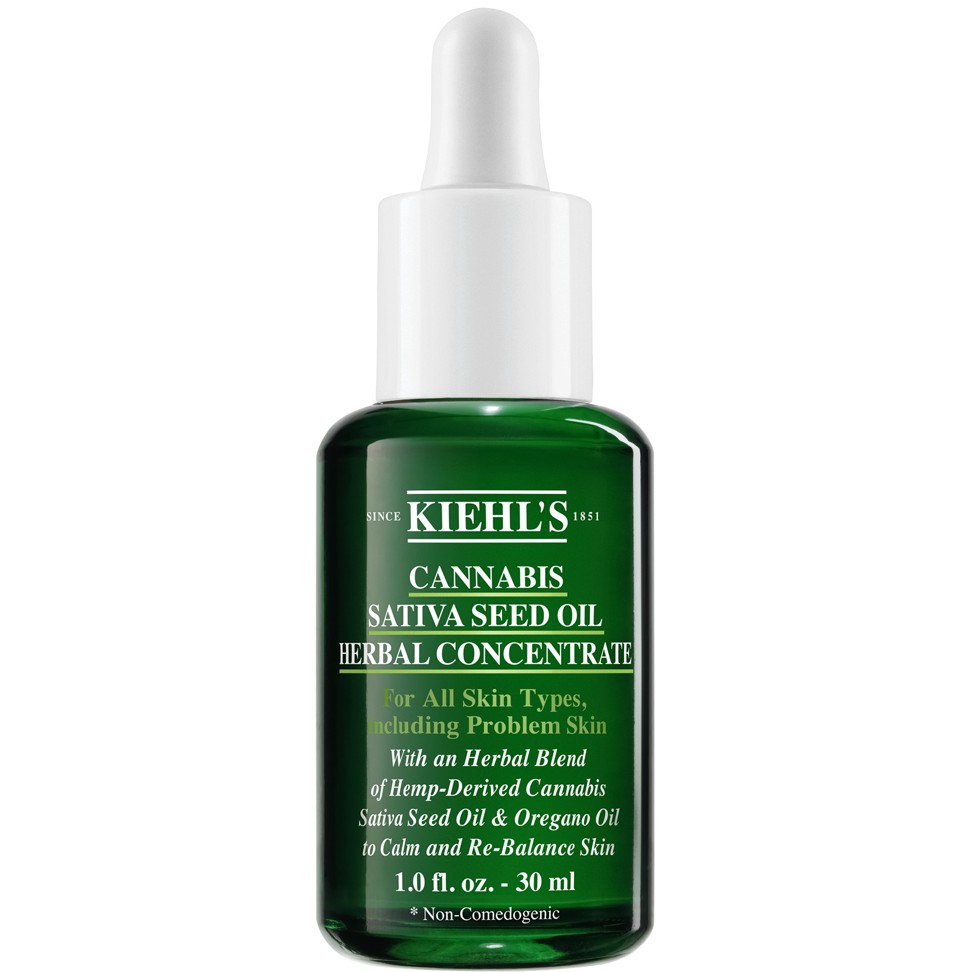 SINCE KIEHL'S 1851
CANNABIS
SATIVA SEED OIL
HERBAL CONCENTRATE
For All Skin Types,
including Problem Skin
With an Herbal Blend
of Hemp-Derived Cannabis
Sativa Seed Oil & Oregano Oil
to Calm and Re-Balance Skin
1.0 fl. oz. - 30 ml
* Non-Comedogenic